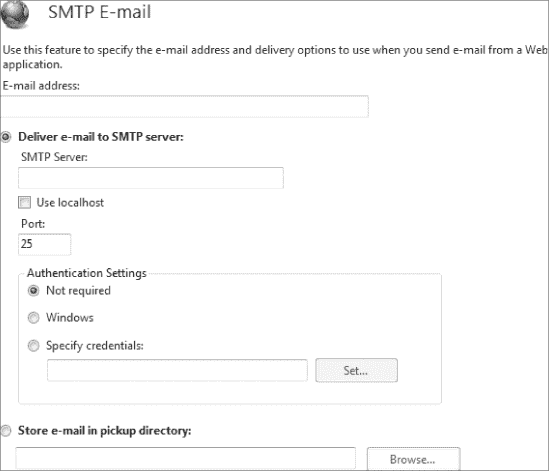 SMTP E-mail
Use this feature to specify the e-mail address and delivery options to use when you send e-mail from a Web
application.
E-mail address:
Deliver e-mail to SMTP server:
SMTP Server:
Use localhost
Port:
25
Authentication Settings
Not required
Windows
Specify credentials:
Set...
Store e-mail in pickup directory:
Browse...